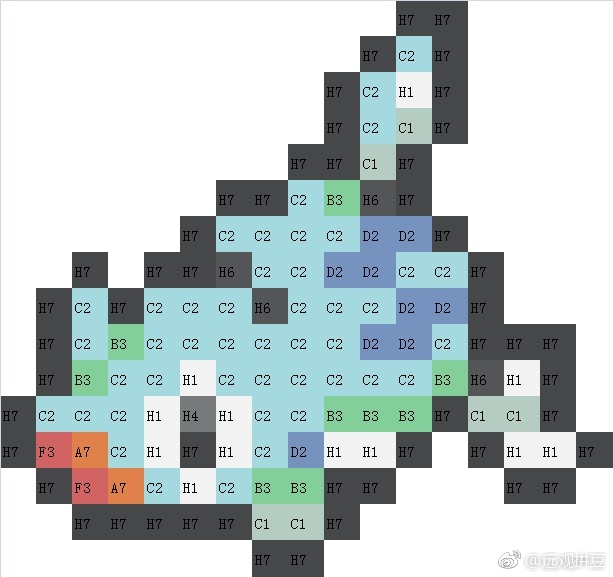 H7 H7
H7 C2 H7
H7 C2 H1 H7
H7 C2 C1 H7
H7 H7 C1 H7
H7 H7 C2 B3 H6 H7
H7 C2 C2 C2 C2 D2 D2 H7
H7 H7 H7 H6 C2 C2 D2 D2 C2 C2 H7
H7 C2 H7 C2 C2 C2 H6 C2 C2 C2 D2 D2 H7
H7 C2 B3 C2 C2 C2 C2 C2 C2 D2 D2 C2 H7 H7 H7
H7 B3 C2 C2 H1 C2 C2 C2 C2 C2 C2 B3 H6 H1 H7
H7 C2 C2 C2 H1 H4 H1 C2 C2 B3 B3 B3 H7 C1 C1 H7
H7 F3 A7 C2 H1 H7 H1 C2 D2 H1 H1 H7 H7 H1 H1 H7
H7 F3 A7 C2 H1 C2 B3 B3 H7 H7 H7 H7
H7 H7 H7 H7 H7 C1 C1 H7
H7 H7
@远观拼豆